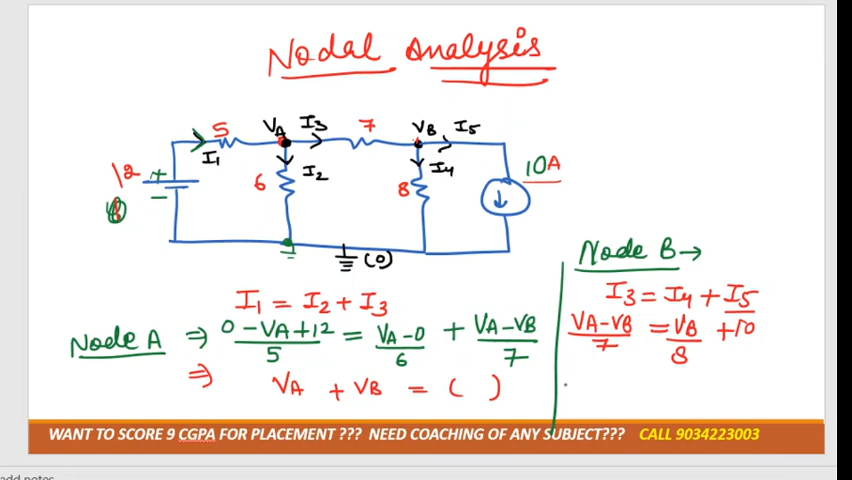 Nodal Analysis
5 VA I3 7 VB I5
I1
12 + 6 I2 8 I4 10A
-
(0)
Node B →
I1 = I2 + I3
I3 = I4 + I5
Node A ⇒ 0 - VA + 12 / 5 = VA - 0 / 6 + VA - VB / 7
VA - VB / 7 = VB / 8 + 10
⇒ VA + VB = ( )
WANT TO SCORE 9 CGPA FOR PLACEMENT ??? NEED COACHING OF ANY SUBJECT??? CALL 9034223003
add notes